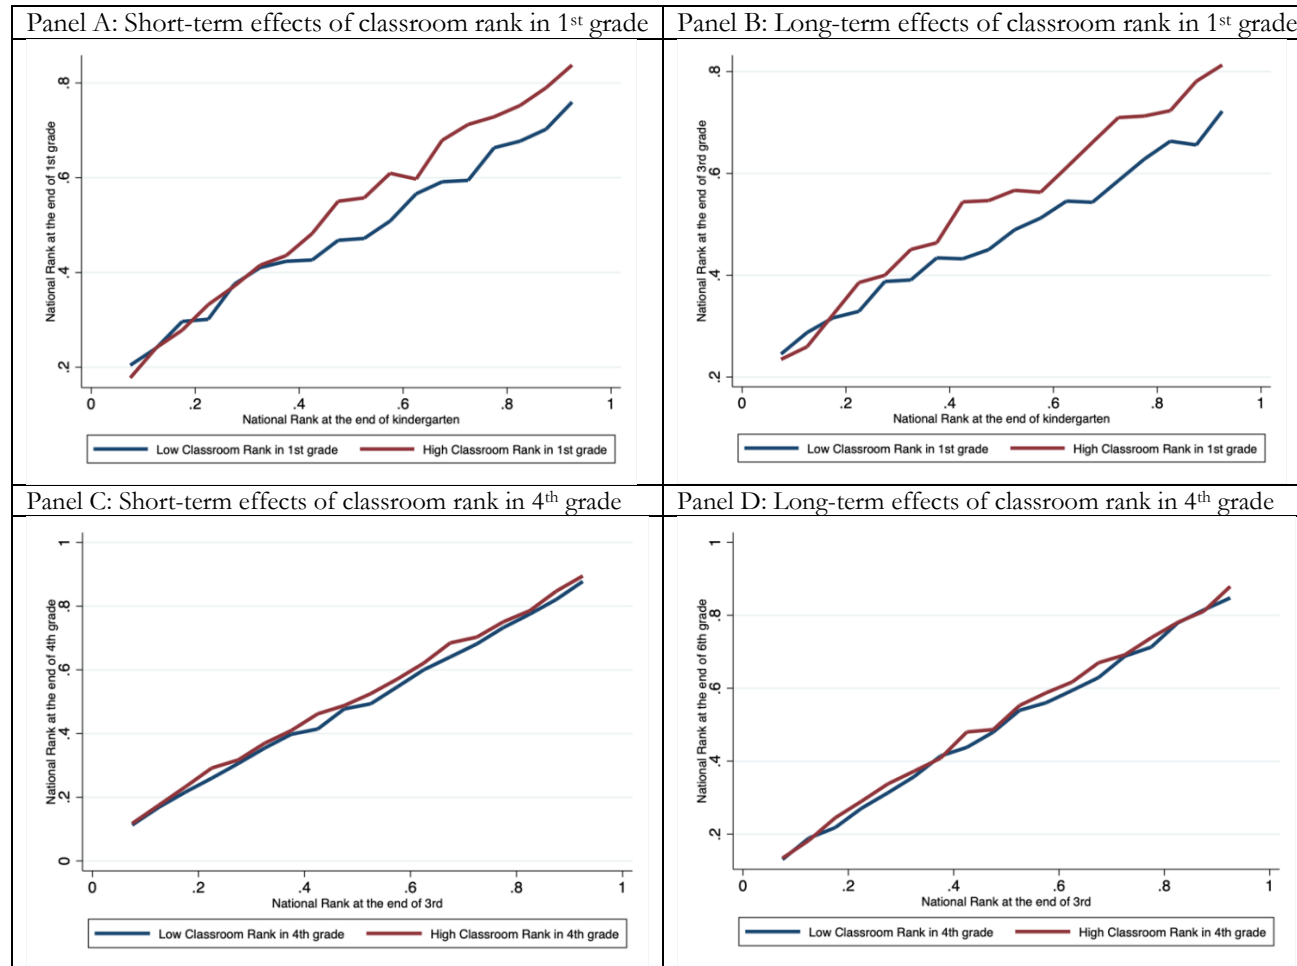 Panel A: Short-term effects of classroom rank in 1st grade
National Rank at the end of 1st grade
.8
.6
.4
.2
0 .2 .4 .6 .8 1
National Rank at the end of kindergarten
Low Classroom Rank in 1st grade High Classroom Rank in 1st grade
Panel B: Long-term effects of classroom rank in 1st grade
National Rank at the end of 3rd grade
.8
.6
.4
.2
0 .2 .4 .6 .8 1
National Rank at the end of kindergarten
Low Classroom Rank in 1st grade High Classroom Rank in 1st grade
Panel C: Short-term effects of classroom rank in 4th grade
National Rank at the end of 4th grade
1
.8
.6
.4
.2
0
0 .2 .4 .6 .8 1
National Rank at the end of 3rd
Low Classroom Rank in 4th grade High Classroom Rank in 4th grade
Panel D: Long-term effects of classroom rank in 4th grade
National Rank at the end of 6th grade
1
.8
.6
.4
.2
0 .2 .4 .6 .8 1
National Rank at the end of 3rd
Low Classroom Rank in 4th grade High Classroom Rank in 4th grade